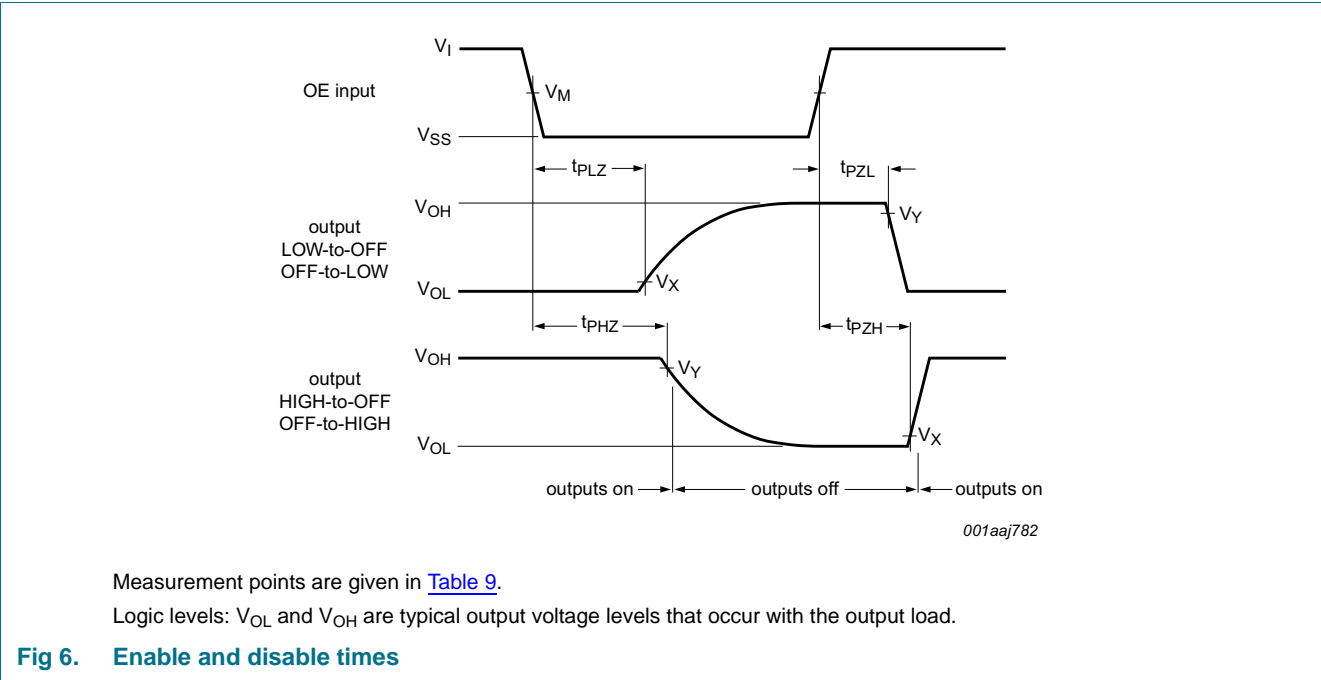 V_I
OE input
V_M
V_SS
t_PLZ
t_PZL
V_OH
output
LOW-to-OFF
OFF-to-LOW
V_Y
V_X
V_OL
t_PHZ
t_PZH
V_OH
output
HIGH-to-OFF
OFF-to-HIGH
V_Y
V_X
V_OL
outputs on
outputs off
outputs on
001aaj782
Measurement points are given in Table 9.
Logic levels: V_OL and V_OH are typical output voltage levels that occur with the output load.
Fig 6. Enable and disable times